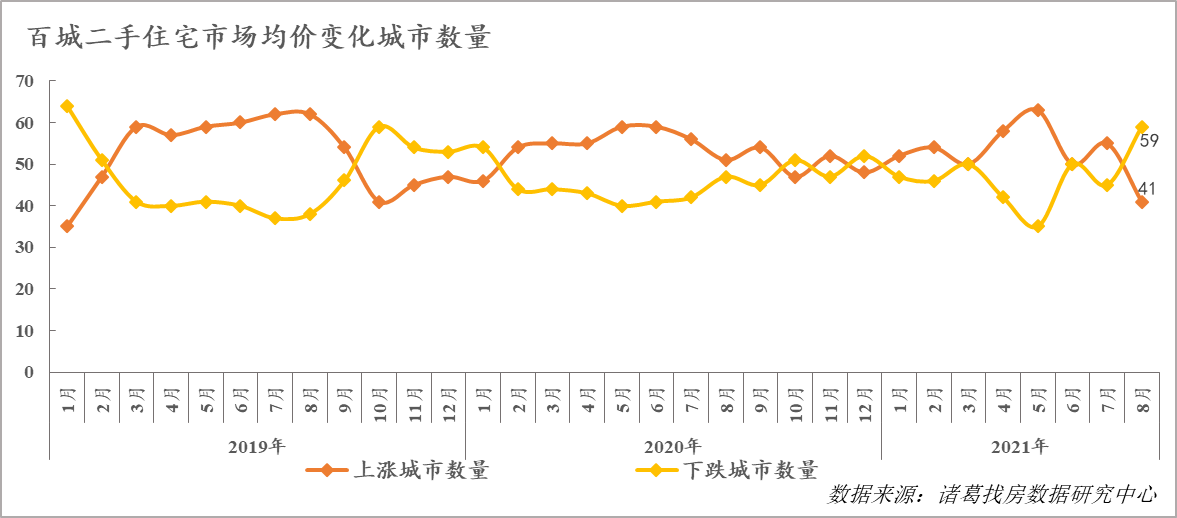 百城二手住宅市场均价变化城市数量
70
60
50
40
30
20
10
0
59
41
1月 2月 3月 4月 5月 6月 7月 8月 9月 10月 11月 12月 1月 2月 3月 4月 5月 6月 7月 8月 9月 10月 11月 12月 1月 2月 3月 4月 5月 6月 7月 8月
2019年 2020年 2021年
上涨城市数量 下跌城市数量
数据来源：诸葛找房数据研究中心